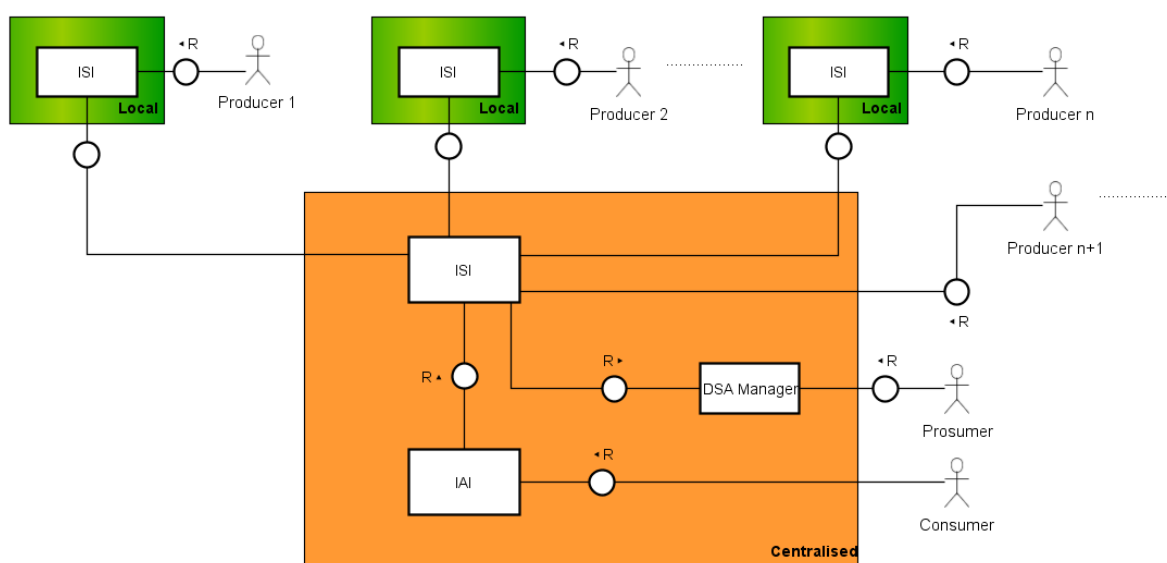 ◂ R
◂ R
◂ R
ISI
ISI
ISI
Local
Local
Local
Producer 1
Producer 2
Producer n
Producer n+1
ISI
◂ R
R ▸
◂ R
R ▴
DSA Manager
Prosumer
◂ R
IAI
Consumer
Centralised